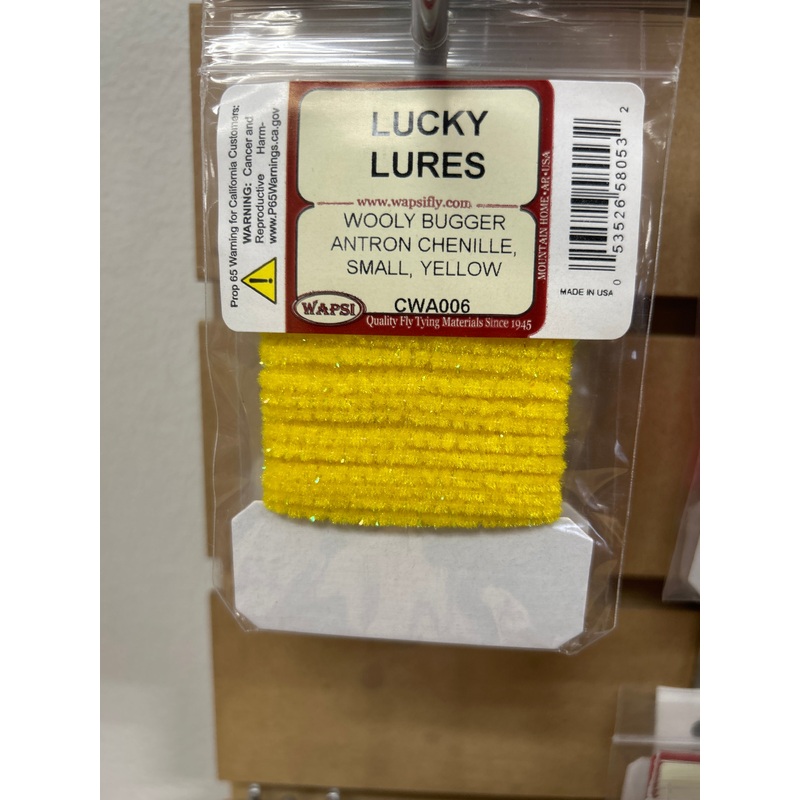 Prop 65 Warning for California Customers:
WARNING: Cancer and
Reproductive Harm-
www.P65Warnings.ca.gov
LUCKY
LURES
www.wapsifly.com
WOOLY BUGGER
ANTRON CHENILLE,
SMALL, YELLOW
CWA006
WAPSI
Quality Fly Tying Materials Since 1945
MOUNTAIN HOME • AR • USA
0 53526 58053 2
MADE IN USA